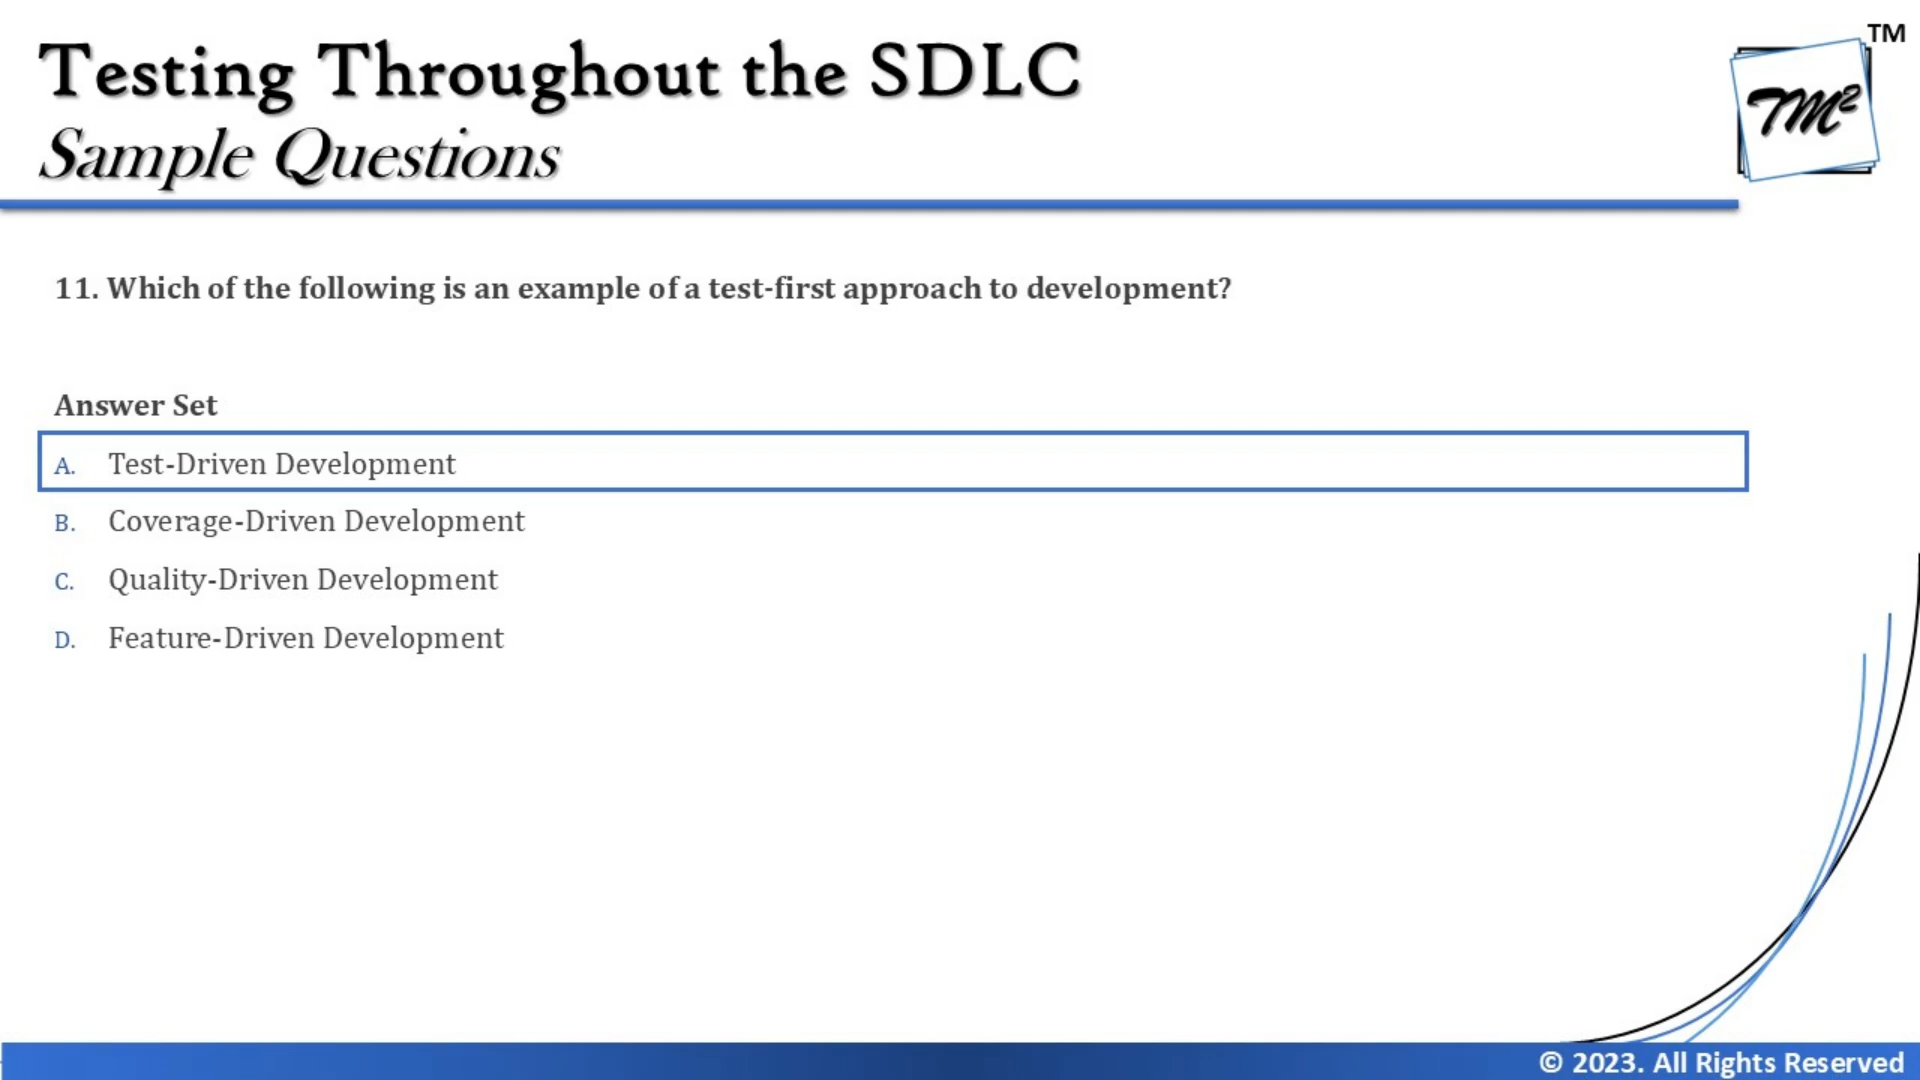 Testing Throughout the SDLC
Sample Questions
TM
TM²
11. Which of the following is an example of a test-first approach to development?
Answer Set
A. Test-Driven Development
B. Coverage-Driven Development
C. Quality-Driven Development
D. Feature-Driven Development
© 2023. All Rights Reserved